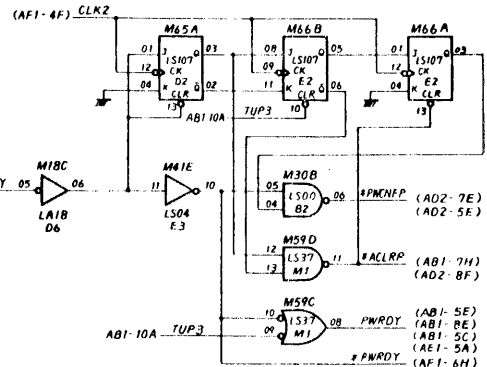 M65A M66B M66A
(AF1-4F) CLK2
01 J LS107 Q 03
12 CK D2
04 K CLR Q 02
13
08 J LS107 Q 05
09 CK E2
11 K CLR Q 06
10
01 J LS107 Q 03
12 CK E2
04 K CLR
13
AB1-10A TUP3
M18C
Y 05 06
LA18
D6
M41E
11 10
LS04
E3
M30B
05 LS00 06 *PWCNFP (AD2-7E)
04 B2 (AD2-5E)
M59D
12 LS37 11 *ACLRP (AB1-7H)
13 M1 (AD2-8F)
M59C
10 LS37 08 PWRDY (AB1-5E)
09 M1 (AB1-8E)
AB1-10A TUP3 (AB1-5C)
(AE1-5A)
*PWRDY (AF1-6H)